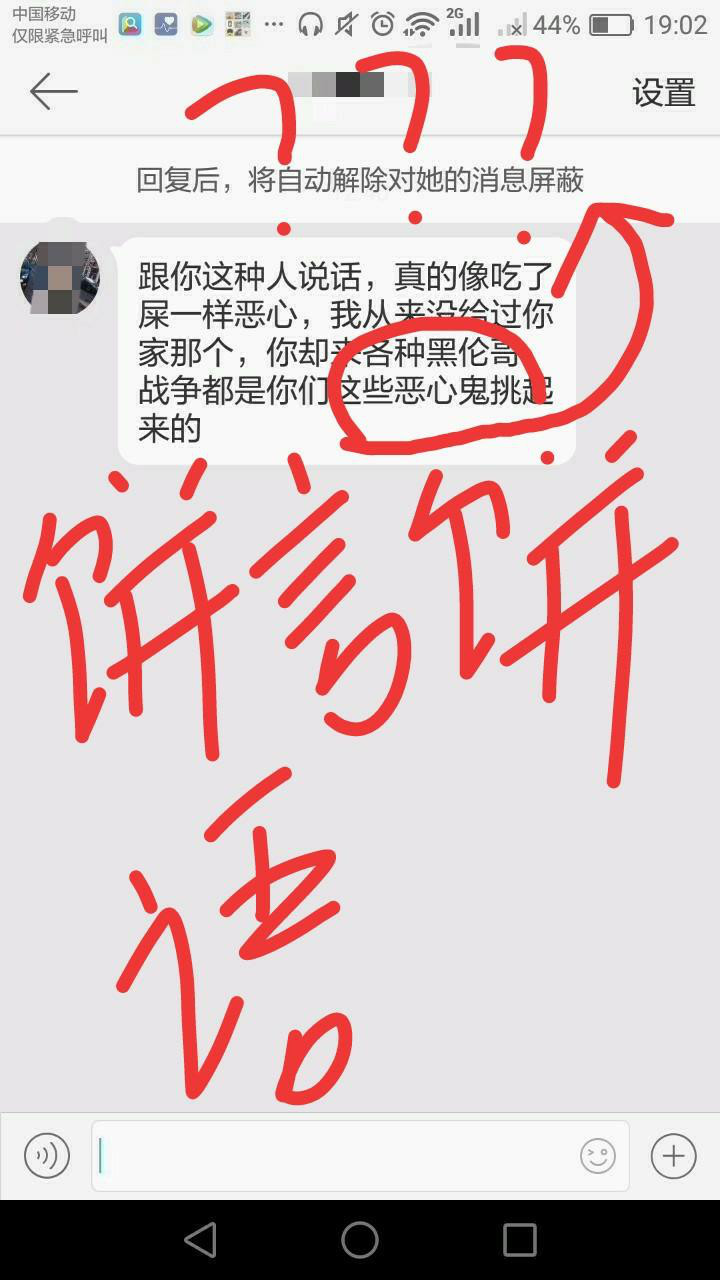 中国移动
仅限紧急呼叫
2G
44%
19:02
设置
???
回复后，将自动解除对她的消息屏蔽
跟你这种人说话，真的像吃了
屎一样恶心，我从来没给过你
家那个，你却来各种黑伦哥
战争都是你们这些恶心鬼挑起
来的
饼言饼
语。